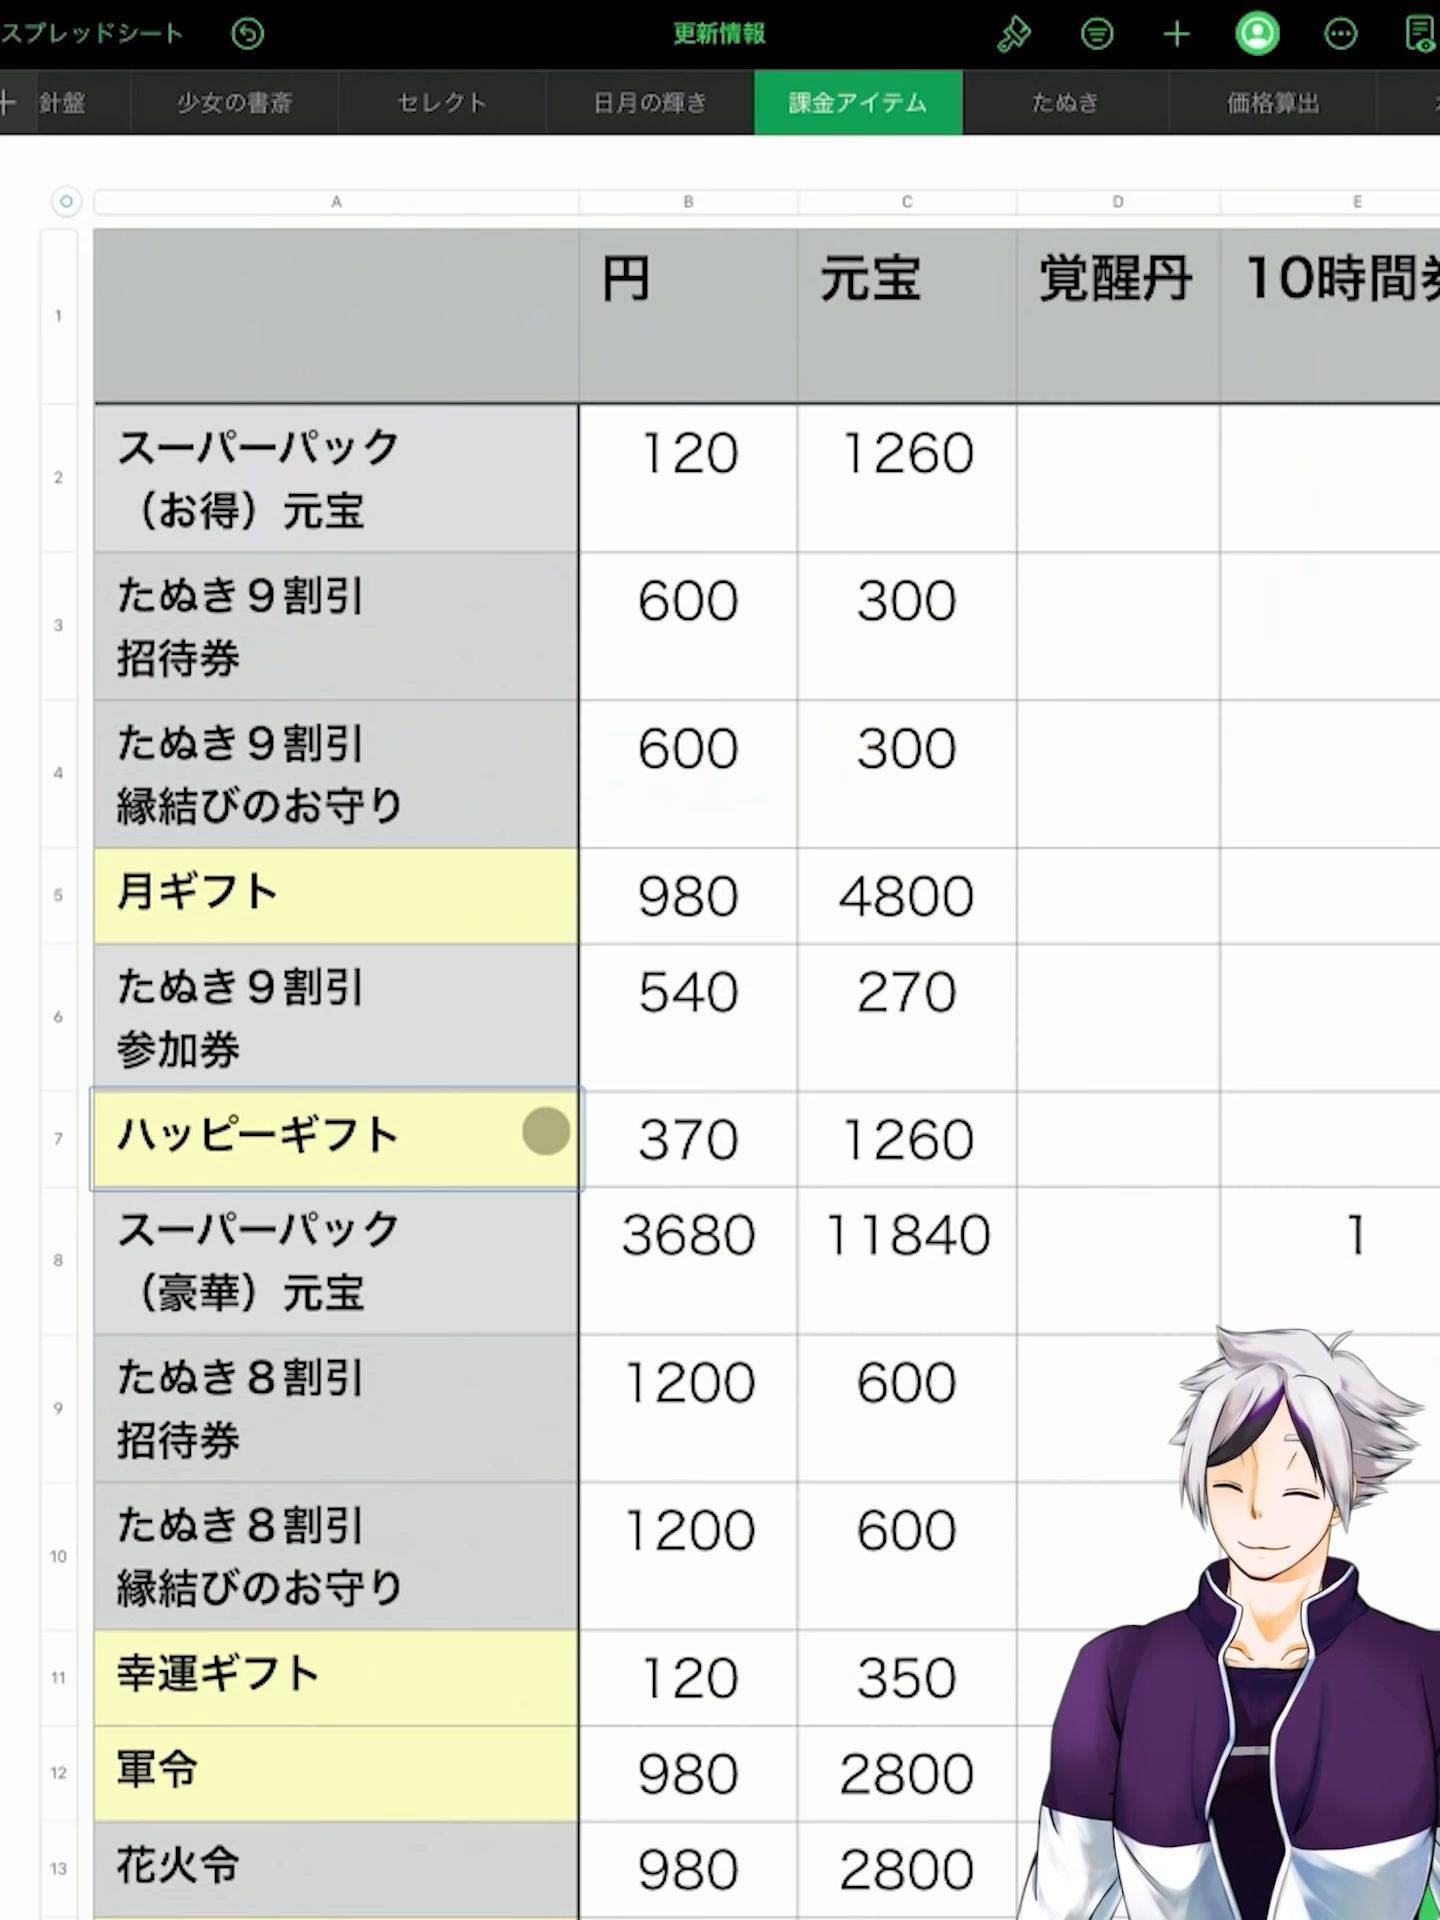 スプレッドシート
更新情報
針盤
少女の書斎
セレクト
日月の輝き
課金アイテム
たぬき
価格算出
A B C D E
1 円 元宝 覚醒丹 10時間券
2 スーパーパック 120 1260
（お得）元宝
3 たぬき９割引 600 300
招待券
4 たぬき９割引 600 300
縁結びのお守り
5 月ギフト 980 4800
6 たぬき９割引 540 270
参加券
7 ハッピーギフト 370 1260
8 スーパーパック 3680 11840 1
（豪華）元宝
9 たぬき８割引 1200 600
招待券
10 たぬき８割引 1200 600
縁結びのお守り
11 幸運ギフト 120 350
12 軍令 980 2800
13 花火令 980 2800